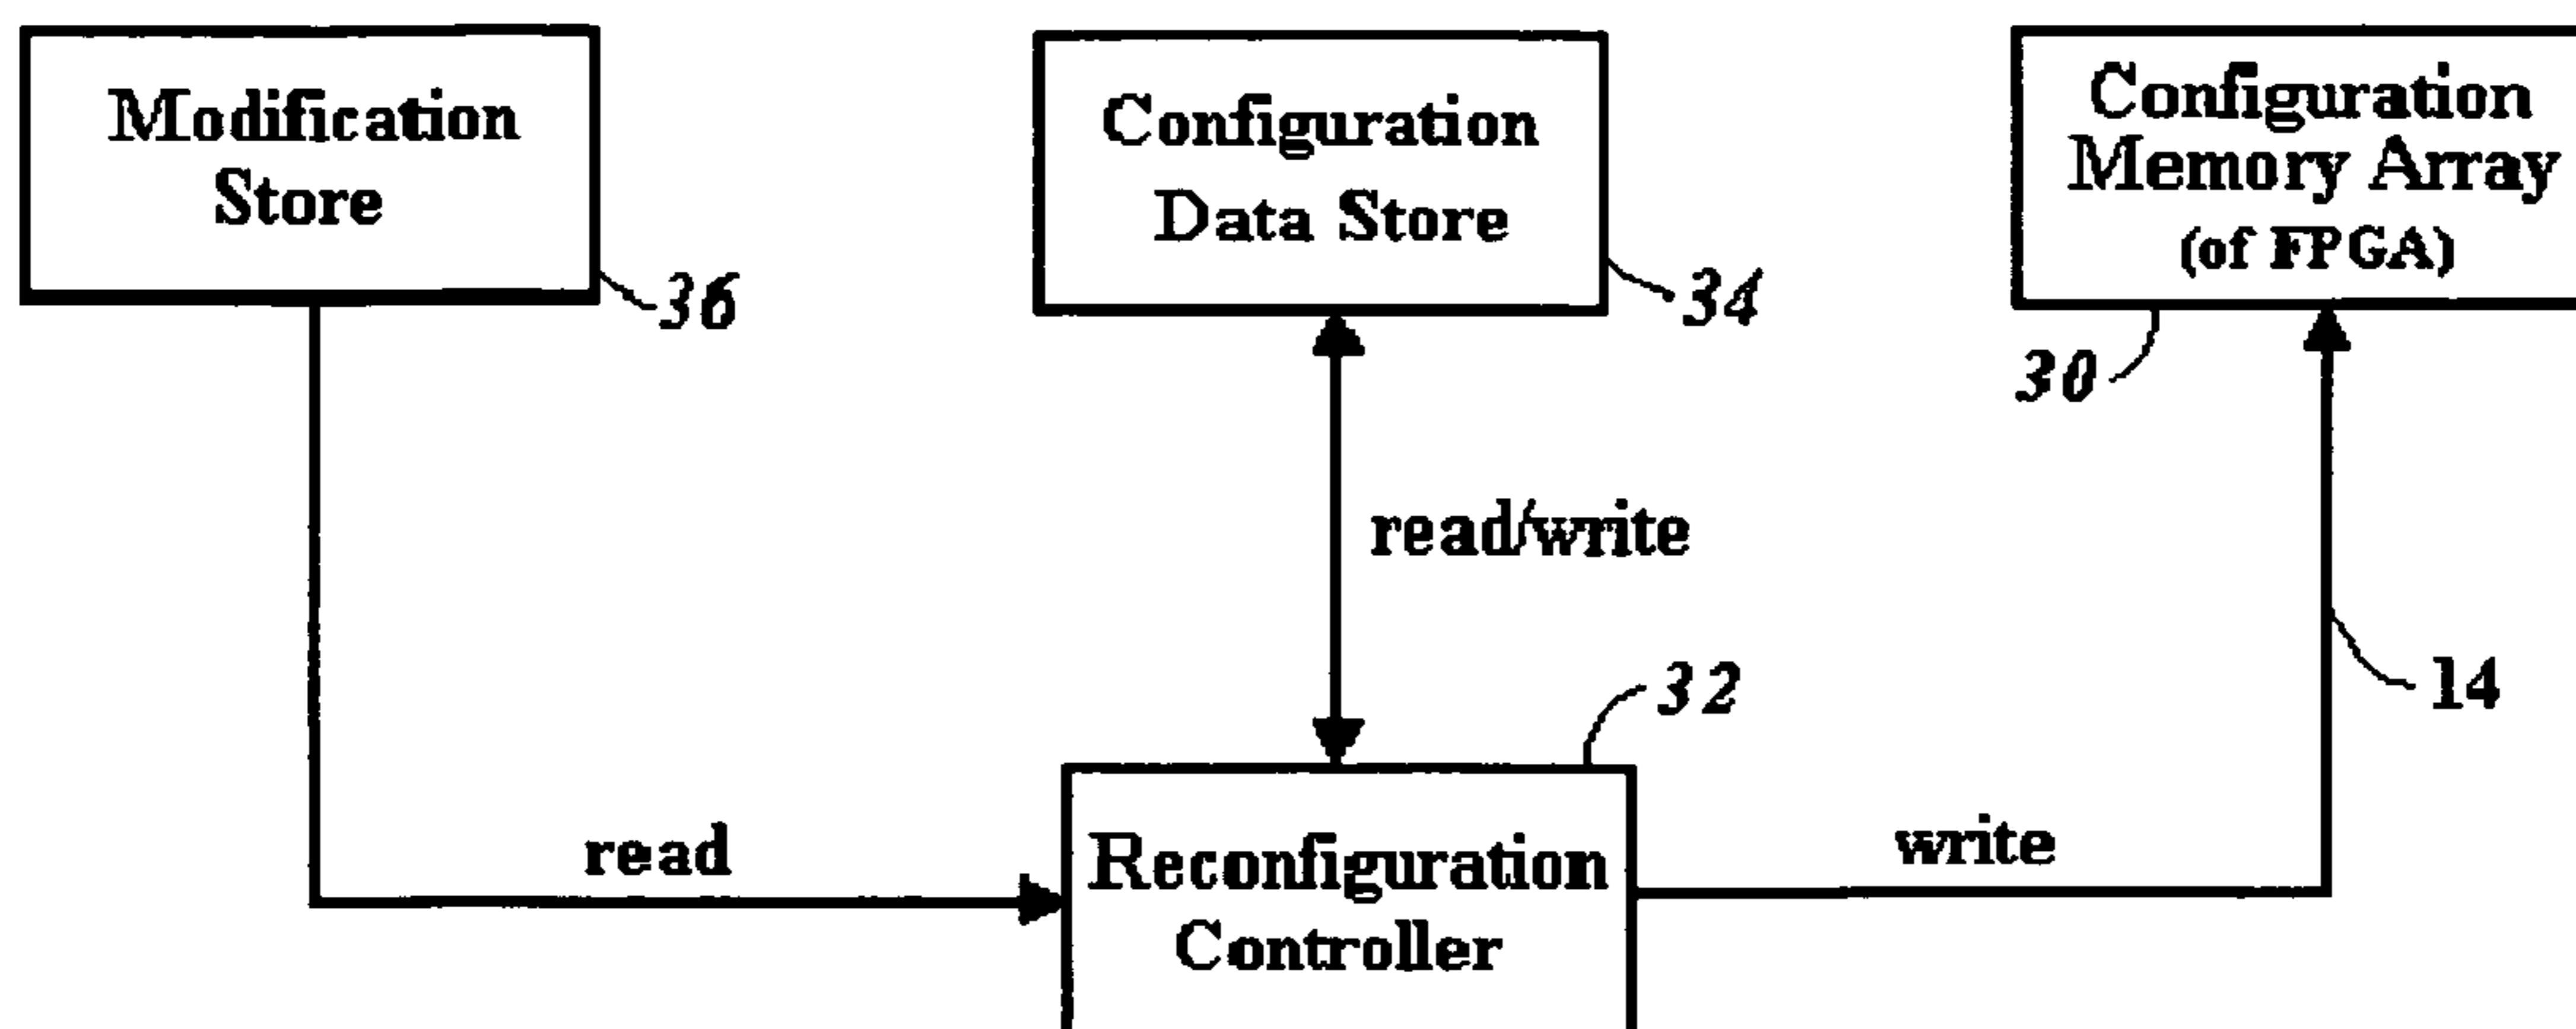 Modification
Store
36
Configuration
Data Store
34
Configuration
Memory Array
(of FPGA)
30
read/write
14
32
read
Reconfiguration
Controller
write